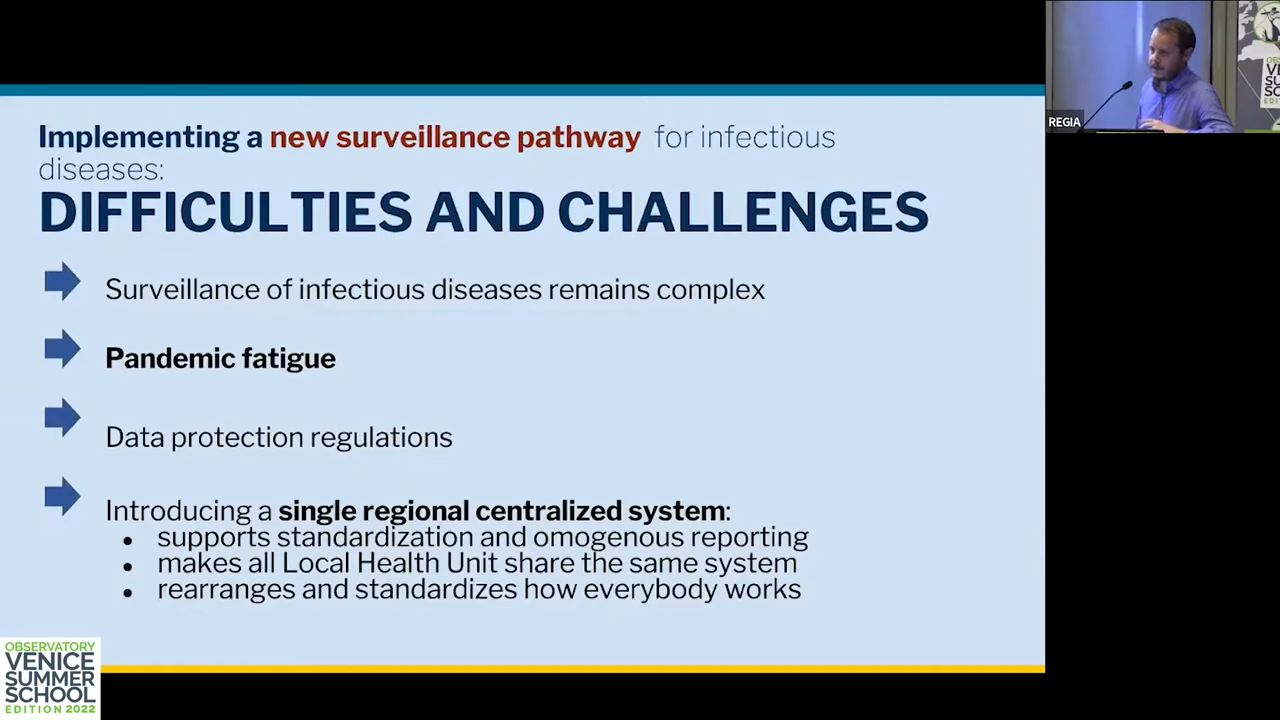 Implementing a new surveillance pathway for infectious
diseases:
DIFFICULTIES AND CHALLENGES
Surveillance of infectious diseases remains complex
Pandemic fatigue
Data protection regulations
Introducing a single regional centralized system:
supports standardization and omogenous reporting
makes all Local Health Unit share the same system
rearranges and standardizes how everybody works
OBSERVATORY
VENICE
SUMMER
SCHOOL
EDITION 2022
REGIA